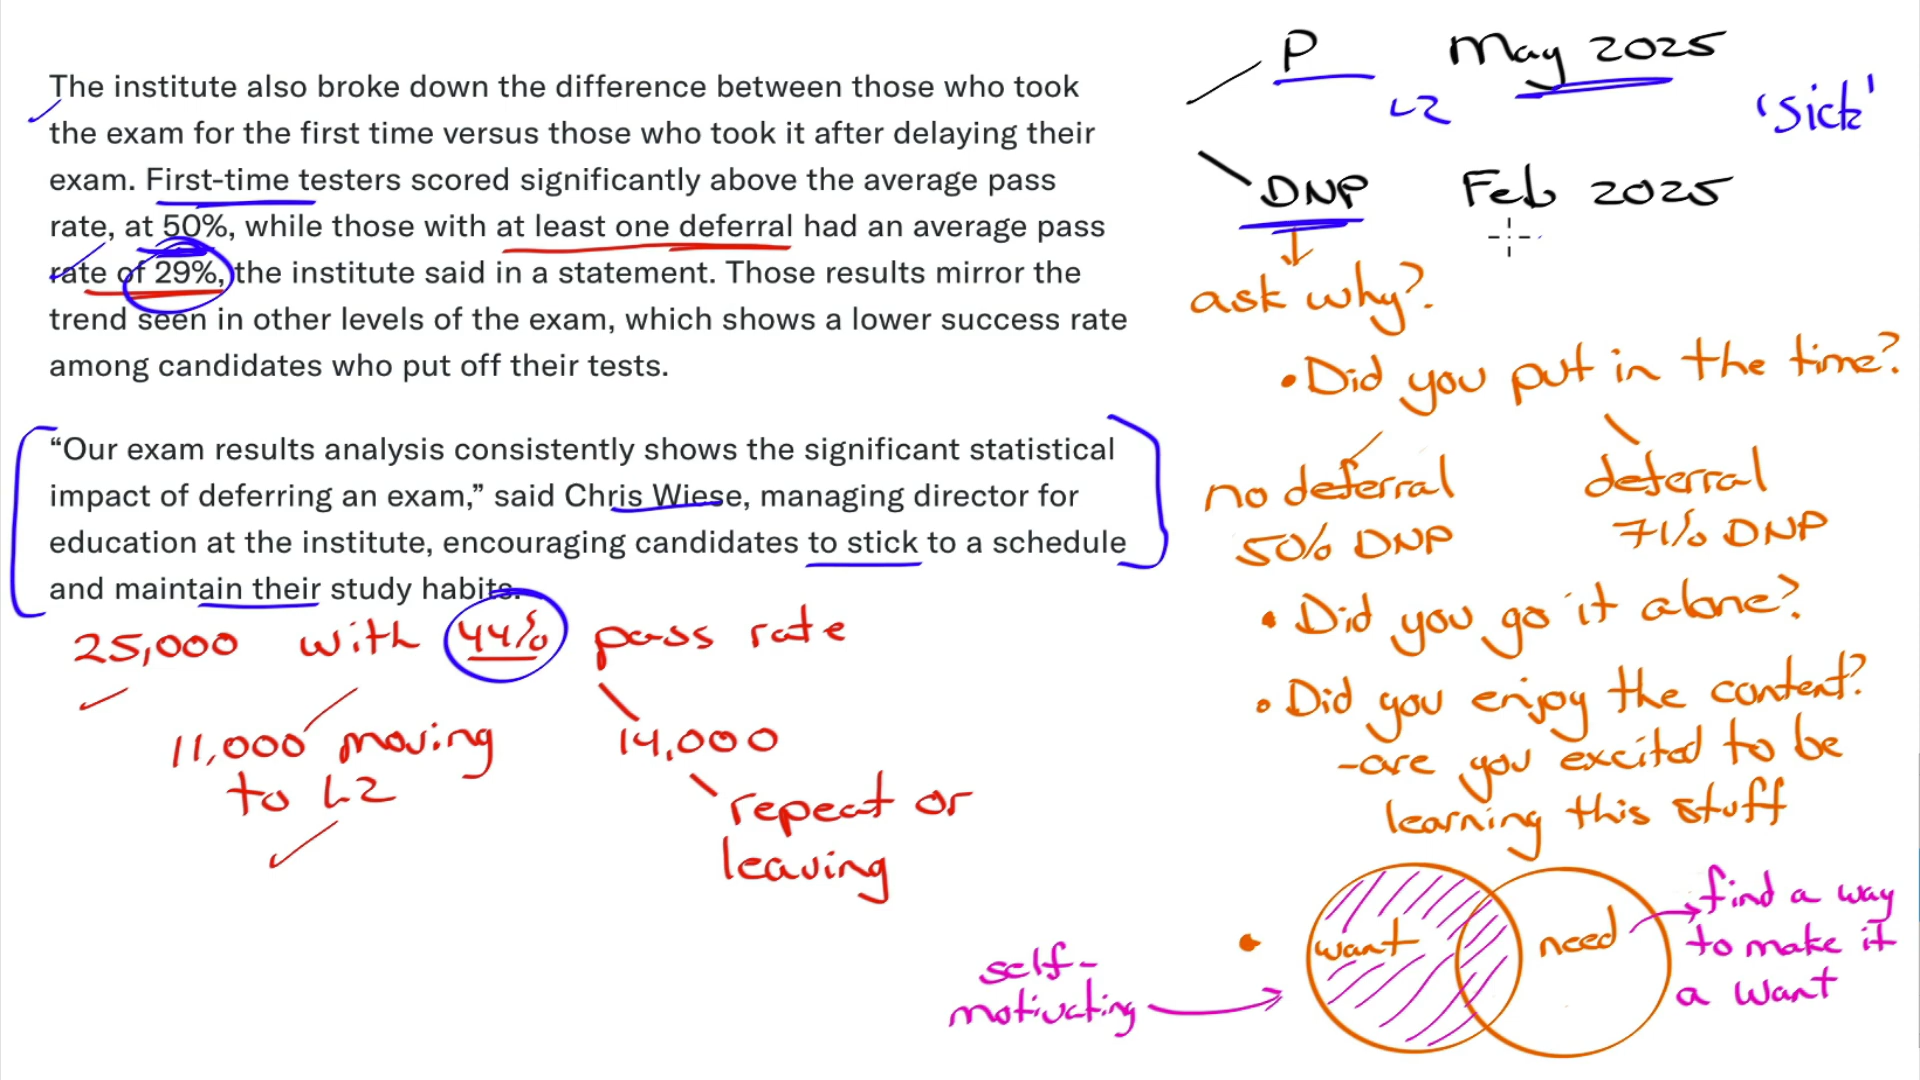 The institute also broke down the difference between those who took
the exam for the first time versus those who took it after delaying their
exam. First-time testers scored significantly above the average pass
rate, at 50%, while those with at least one deferral had an average pass
rate of 29%, the institute said in a statement. Those results mirror the
trend seen in other levels of the exam, which shows a lower success rate
among candidates who put off their tests.
“Our exam results analysis consistently shows the significant statistical
impact of deferring an exam,” said Chris Wiese, managing director for
education at the institute, encouraging candidates to stick to a schedule
and maintain their study habits.
25,000 with 44% pass rate
11,000 moving
to L2
14,000
repeat or
leaving
P May 2025
L2 'sick'
DNP Feb 2025
ask why?
• Did you put in the time?
no deferral
50% DNP
deferral
71% DNP
• Did you go it alone?
• Did you enjoy the content?
- are you excited to be
learning this stuff
• want need
self-
motivating
find a way
to make it
a want